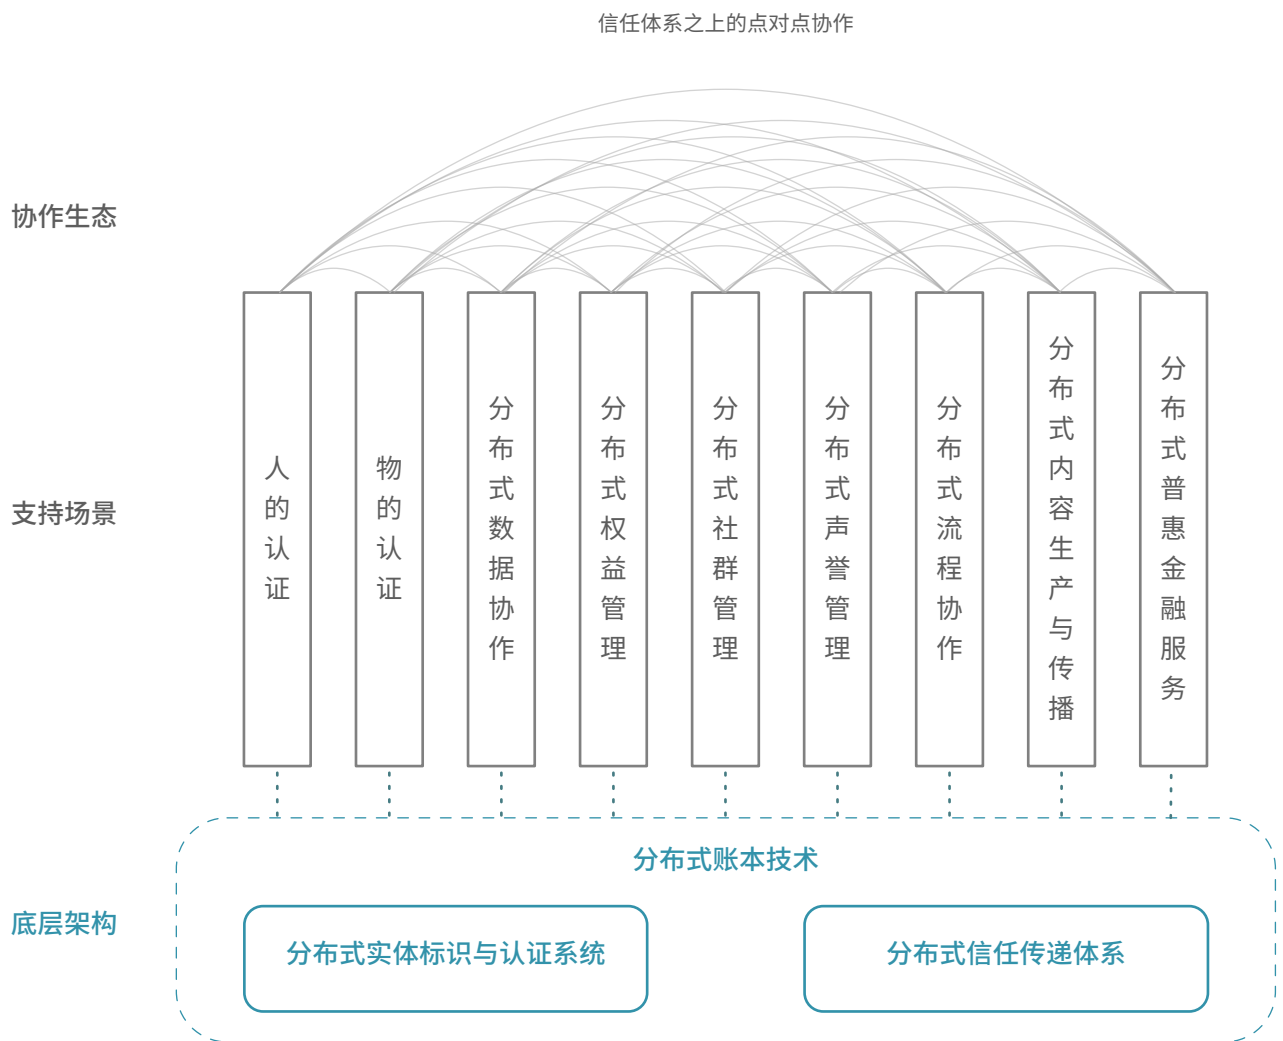 信任体系之上的点对点协作
协作生态
支持场景
人的认证
物的认证
分布式数据协作
分布式权益管理
分布式社群管理
分布式声誉管理
分布式流程协作
分布式内容生产与传播
分布式普惠金融服务
分布式账本技术
底层架构
分布式实体标识与认证系统
分布式信任传递体系